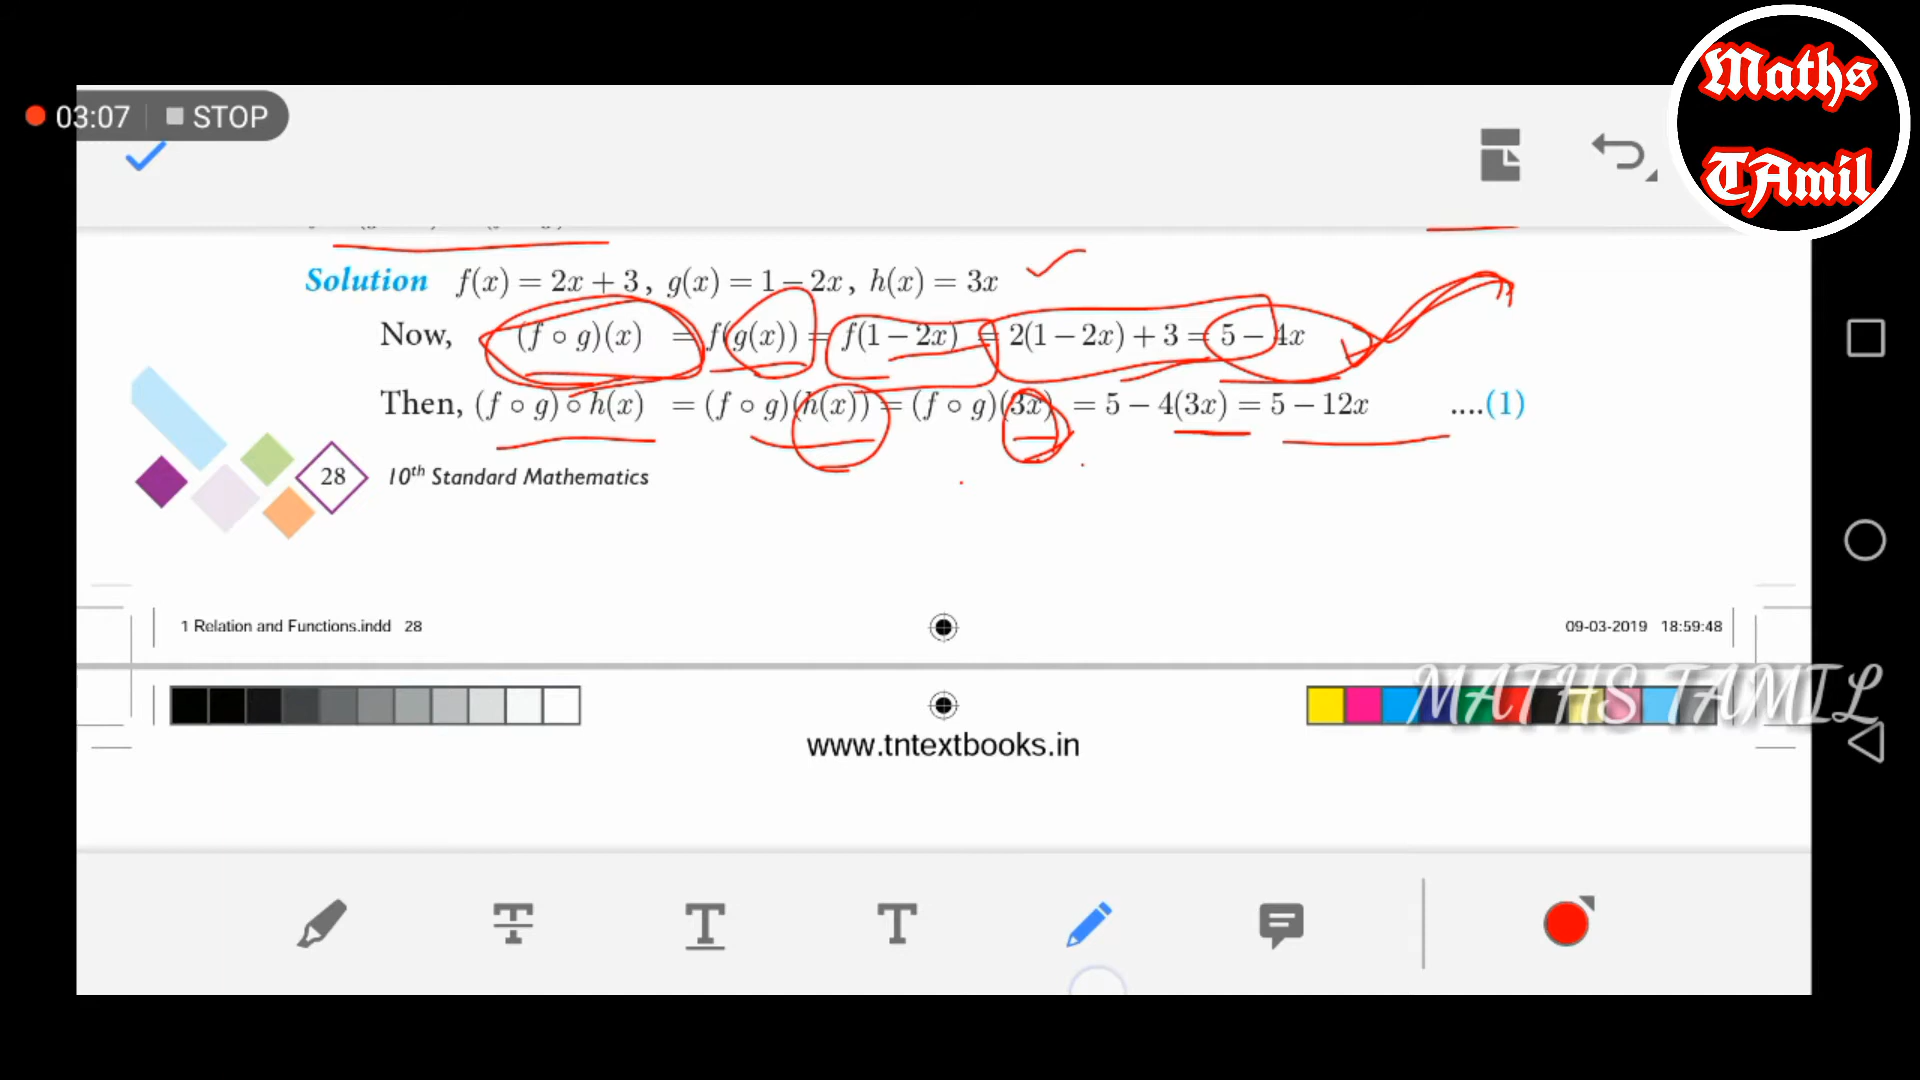 Maths
TAmil
03:07 STOP
Solution f(x) = 2x + 3, g(x) = 1 − 2x, h(x) = 3x
Now, (f ∘ g)(x) = f(g(x)) = f(1 − 2x) = 2(1 − 2x) + 3 = 5 − 4x
Then, (f ∘ g) ∘ h(x) = (f ∘ g)(h(x)) = (f ∘ g)(3x) = 5 − 4(3x) = 5 − 12x ....(1)
28 10th Standard Mathematics
1 Relation and Functions.indd 28 09-03-2019 18:59:48
MATHS TAMIL
www.tntextbooks.in